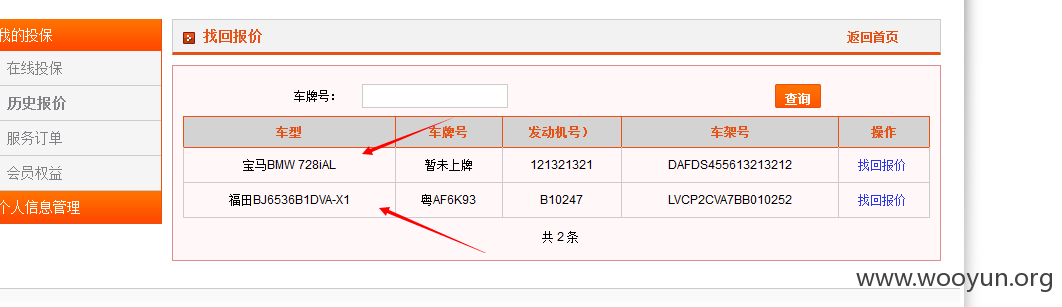 我的投保
在线投保
历史报价
服务订单
会员权益
个人信息管理
找回报价 返回首页
车牌号： 查询
车型 车牌号 发动机号） 车架号 操作
宝马BMW 728iAL 暂未上牌 121321321 DAFDS455613213212 找回报价
福田BJ6536B1DVA-X1 粤AF6K93 B10247 LVCP2CVA7BB010252 找回报价
共 2 条
www.wooyun.org